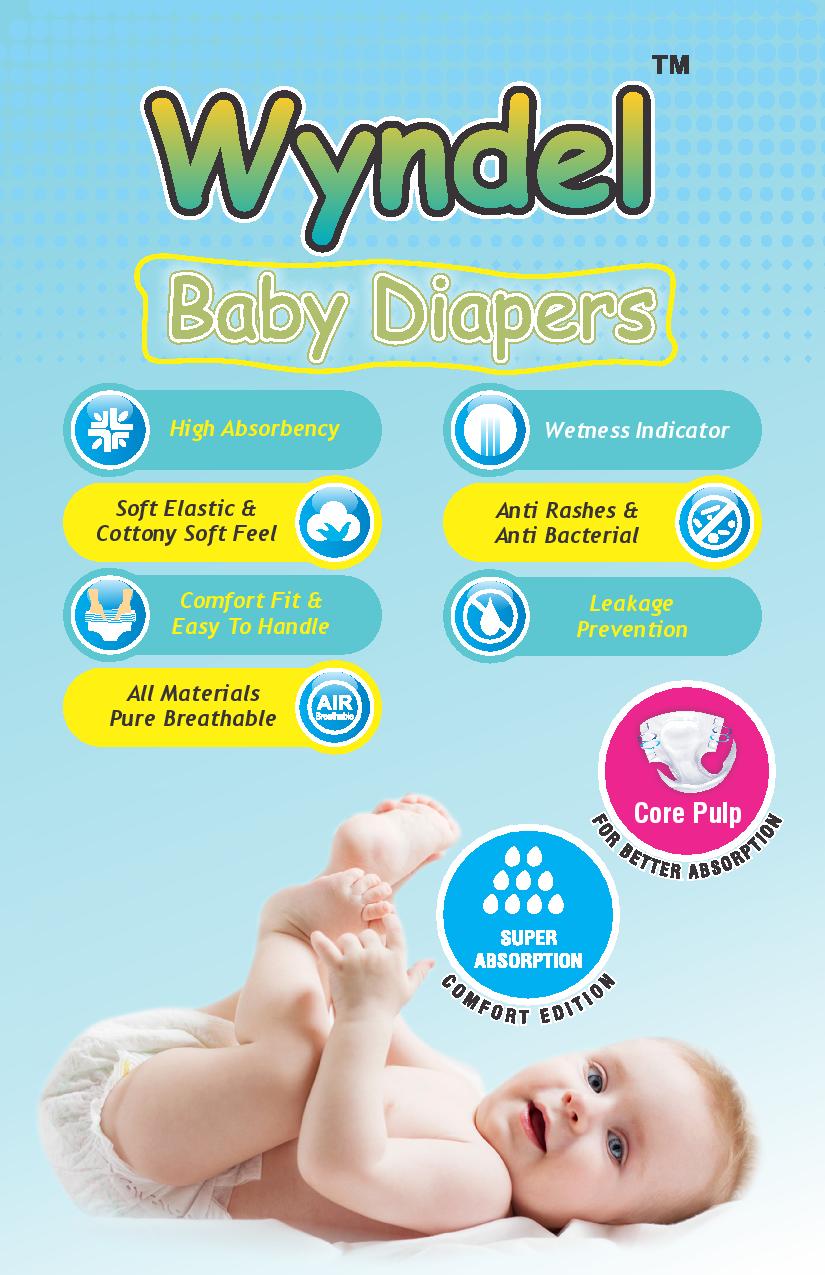 TM
Wyndel
Baby Diapers
High Absorbency
Wetness Indicator
Soft Elastic &
Cottony Soft Feel
Anti Rashes &
Anti Bacterial
Comfort Fit &
Easy To Handle
Leakage
Prevention
All Materials
Pure Breathable
AIR
Breathable
Core Pulp
FOR BETTER ABSORPTION
SUPER
ABSORPTION
COMFORT EDITION